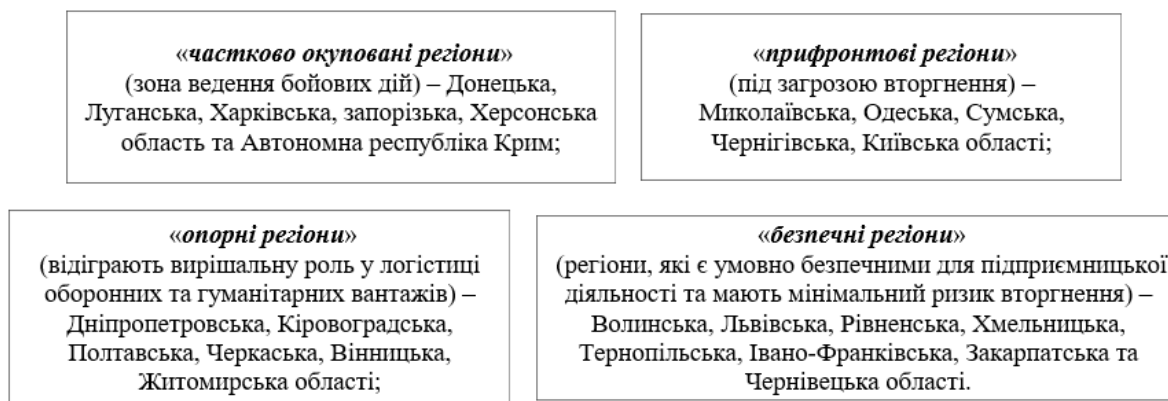 «частково окуповані регіони»
(зона ведення бойових дій) – Донецька,
Луганська, Харківська, запорізька, Херсонська
область та Автономна республіка Крим;
«прифронтові регіони»
(під загрозою вторгнення) –
Миколаївська, Одеська, Сумська,
Чернігівська, Київська області;
«опорні регіони»
(відіграють вирішальну роль у логістиці
оборонних та гуманітарних вантажів) –
Дніпропетровська, Кіровоградська,
Полтавська, Черкаська, Вінницька,
Житомирська області;
«безпечні регіони»
(регіони, які є умовно безпечними для підприємницької
діяльності та мають мінімальний ризик вторгнення) –
Волинська, Львівська, Рівненська, Хмельницька,
Тернопільська, Івано-Франківська, Закарпатська та
Чернівецька області.